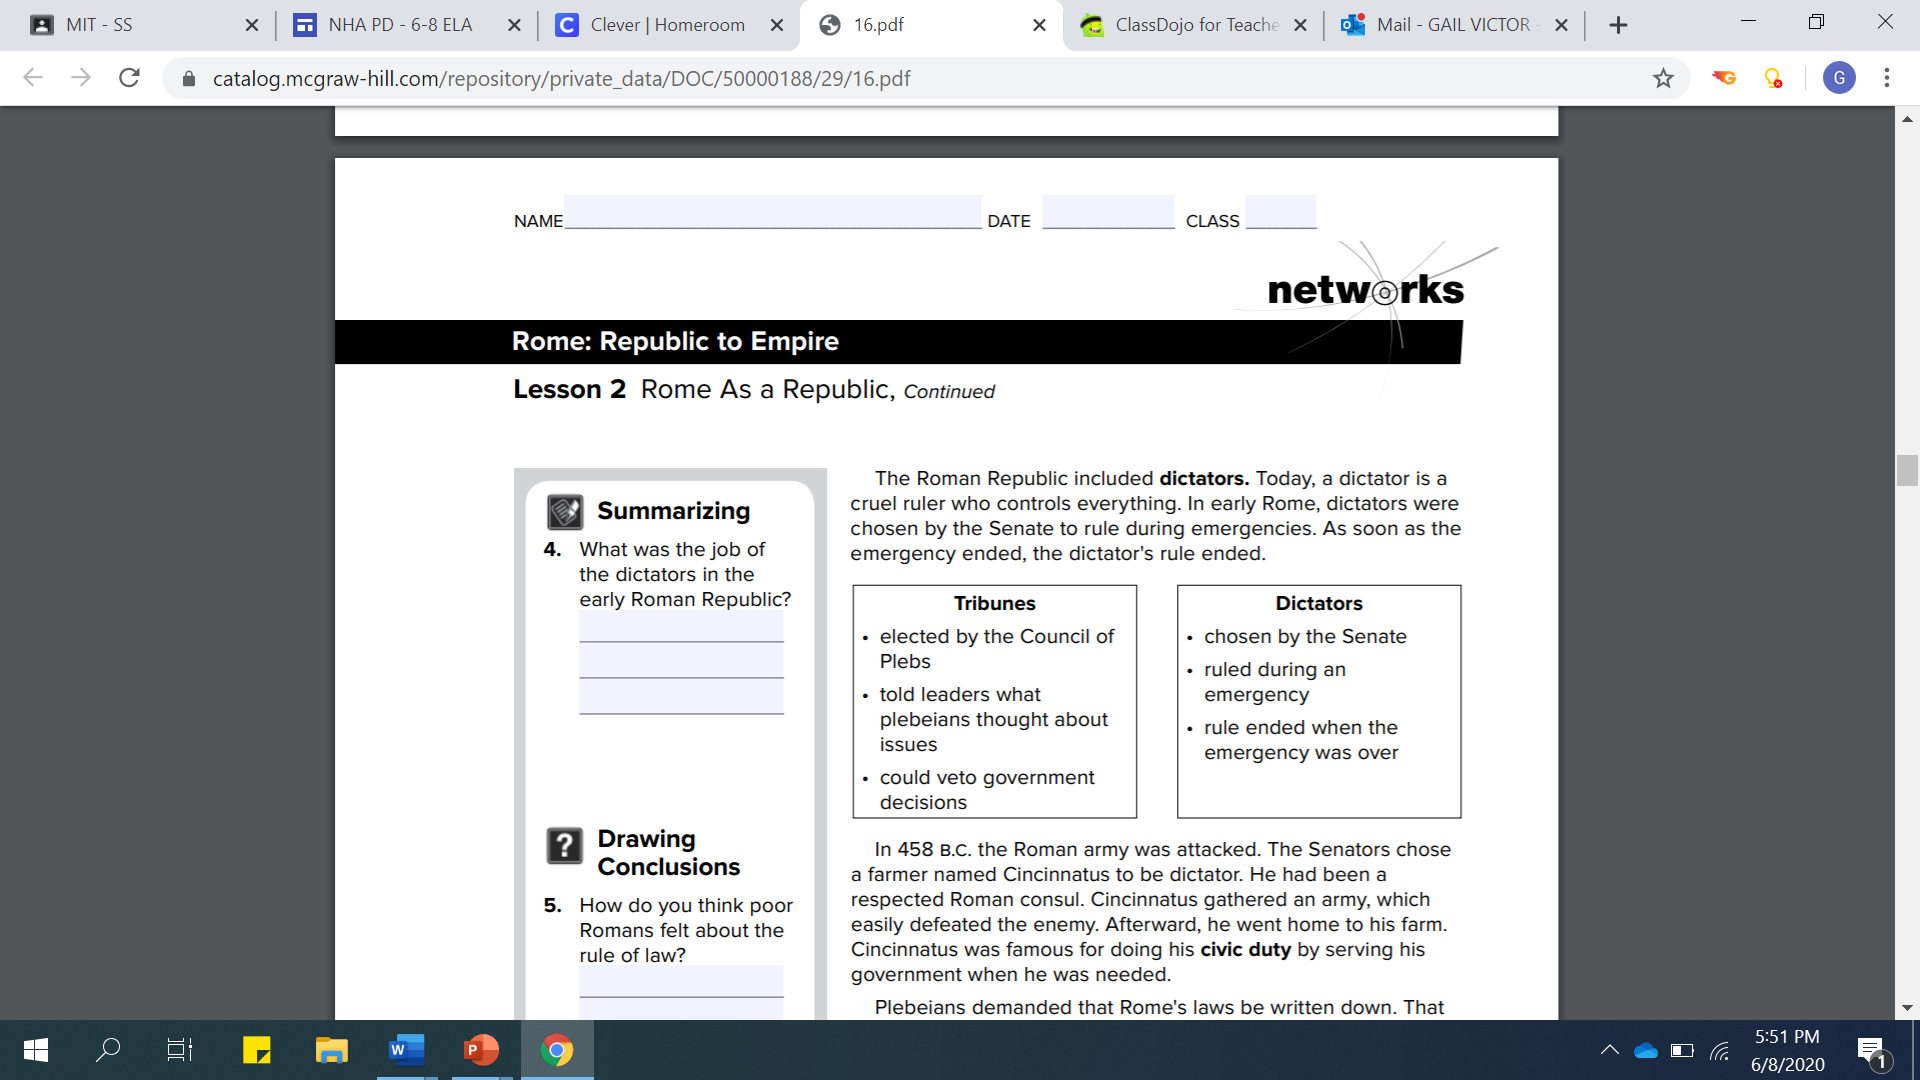 MIT - SS
NHA PD - 6-8 ELA
Clever | Homeroom
16.pdf
ClassDojo for Teache
Mail - GAIL VICTOR -
catalog.mcgraw-hill.com/repository/private_data/DOC/50000188/29/16.pdf
G
NAME DATE CLASS
networks
Rome: Republic to Empire
Lesson 2 Rome As a Republic, Continued
Summarizing
4. What was the job of
the dictators in the
early Roman Republic?
Drawing
Conclusions
5. How do you think poor
Romans felt about the
rule of law?
The Roman Republic included dictators. Today, a dictator is a
cruel ruler who controls everything. In early Rome, dictators were
chosen by the Senate to rule during emergencies. As soon as the
emergency ended, the dictator's rule ended.
Tribunes
• elected by the Council of
Plebs
• told leaders what
plebeians thought about
issues
• could veto government
decisions
Dictators
• chosen by the Senate
• ruled during an
emergency
• rule ended when the
emergency was over
In 458 B.C. the Roman army was attacked. The Senators chose
a farmer named Cincinnatus to be dictator. He had been a
respected Roman consul. Cincinnatus gathered an army, which
easily defeated the enemy. Afterward, he went home to his farm.
Cincinnatus was famous for doing his civic duty by serving his
government when he was needed.
Plebeians demanded that Rome's laws be written down. That
5:51 PM
6/8/2020
1